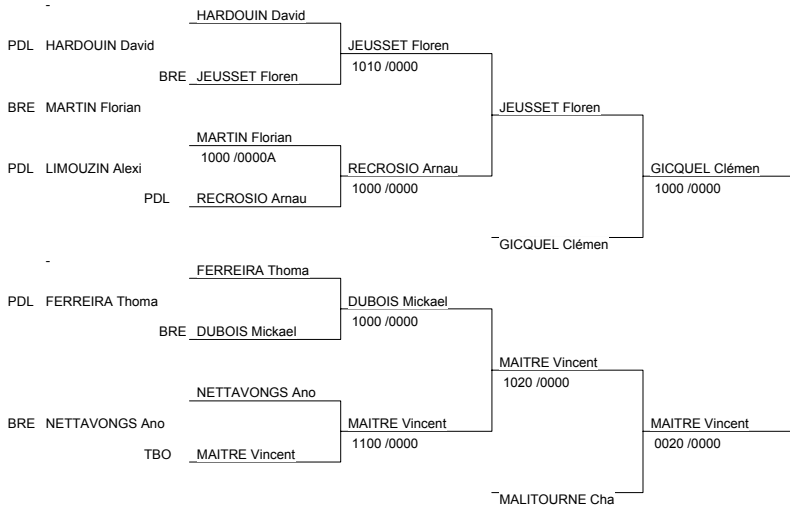 -
HARDOUIN David
PDL HARDOUIN David
JEUSSET Floren
1010 /0000
BRE JEUSSET Floren
BRE MARTIN Florian
JEUSSET Floren
MARTIN Florian
1000 /0000A
PDL LIMOUZIN Alexi
RECROSIO Arnau
1000 /0000
GICQUEL Clémen
1000 /0000
PDL RECROSIO Arnau
GICQUEL Clémen
-
FERREIRA Thoma
PDL FERREIRA Thoma
DUBOIS Mickael
1000 /0000
BRE DUBOIS Mickael
MAITRE Vincent
1020 /0000
NETTAVONGS Ano
BRE NETTAVONGS Ano
MAITRE Vincent
1100 /0000
MAITRE Vincent
0020 /0000
TBO MAITRE Vincent
MALITOURNE Cha